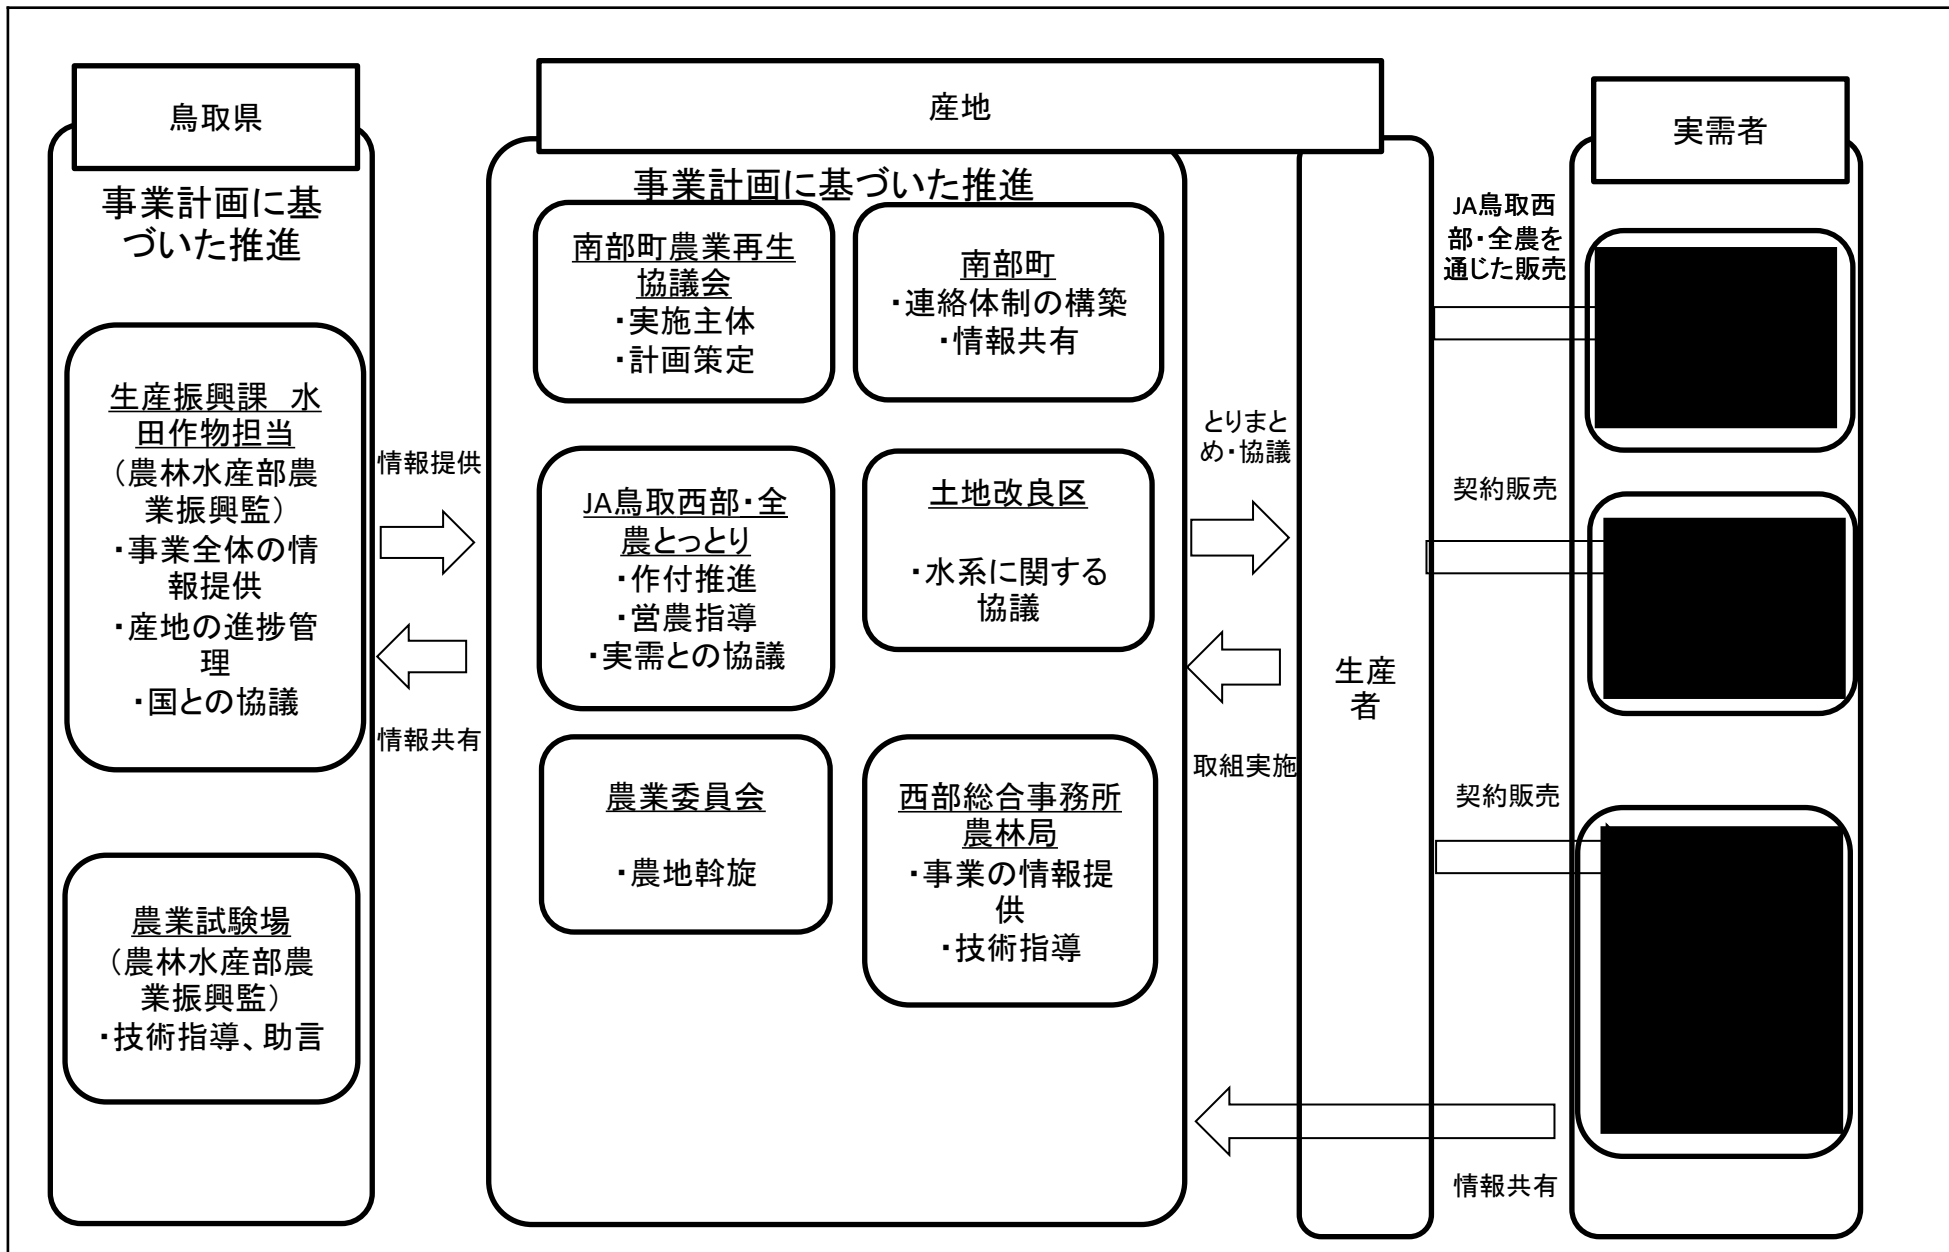 鳥取県
事業計画に基
づいた推進
生産振興課　水
田作物担当
（農林水産部農
業振興監）
・事業全体の情
報提供
・産地の進捗管
理
・国との協議
農業試験場
（農林水産部農
業振興監）
・技術指導、助言
情報提供
情報共有
産地
事業計画に基づいた推進
南部町農業再生
協議会
・実施主体
・計画策定
南部町
・連絡体制の構築
・情報共有
JA鳥取西部・全
農とっとり
・作付推進
・営農指導
・実需との協議
土地改良区
・水系に関する
協議
農業委員会
・農地斡旋
西部総合事務所
農林局
・事業の情報提
供
・技術指導
とりまと
め・協議
取組実施
生産
者
JA鳥取西
部・全農を
通じた販売
契約販売
契約販売
情報共有
実需者